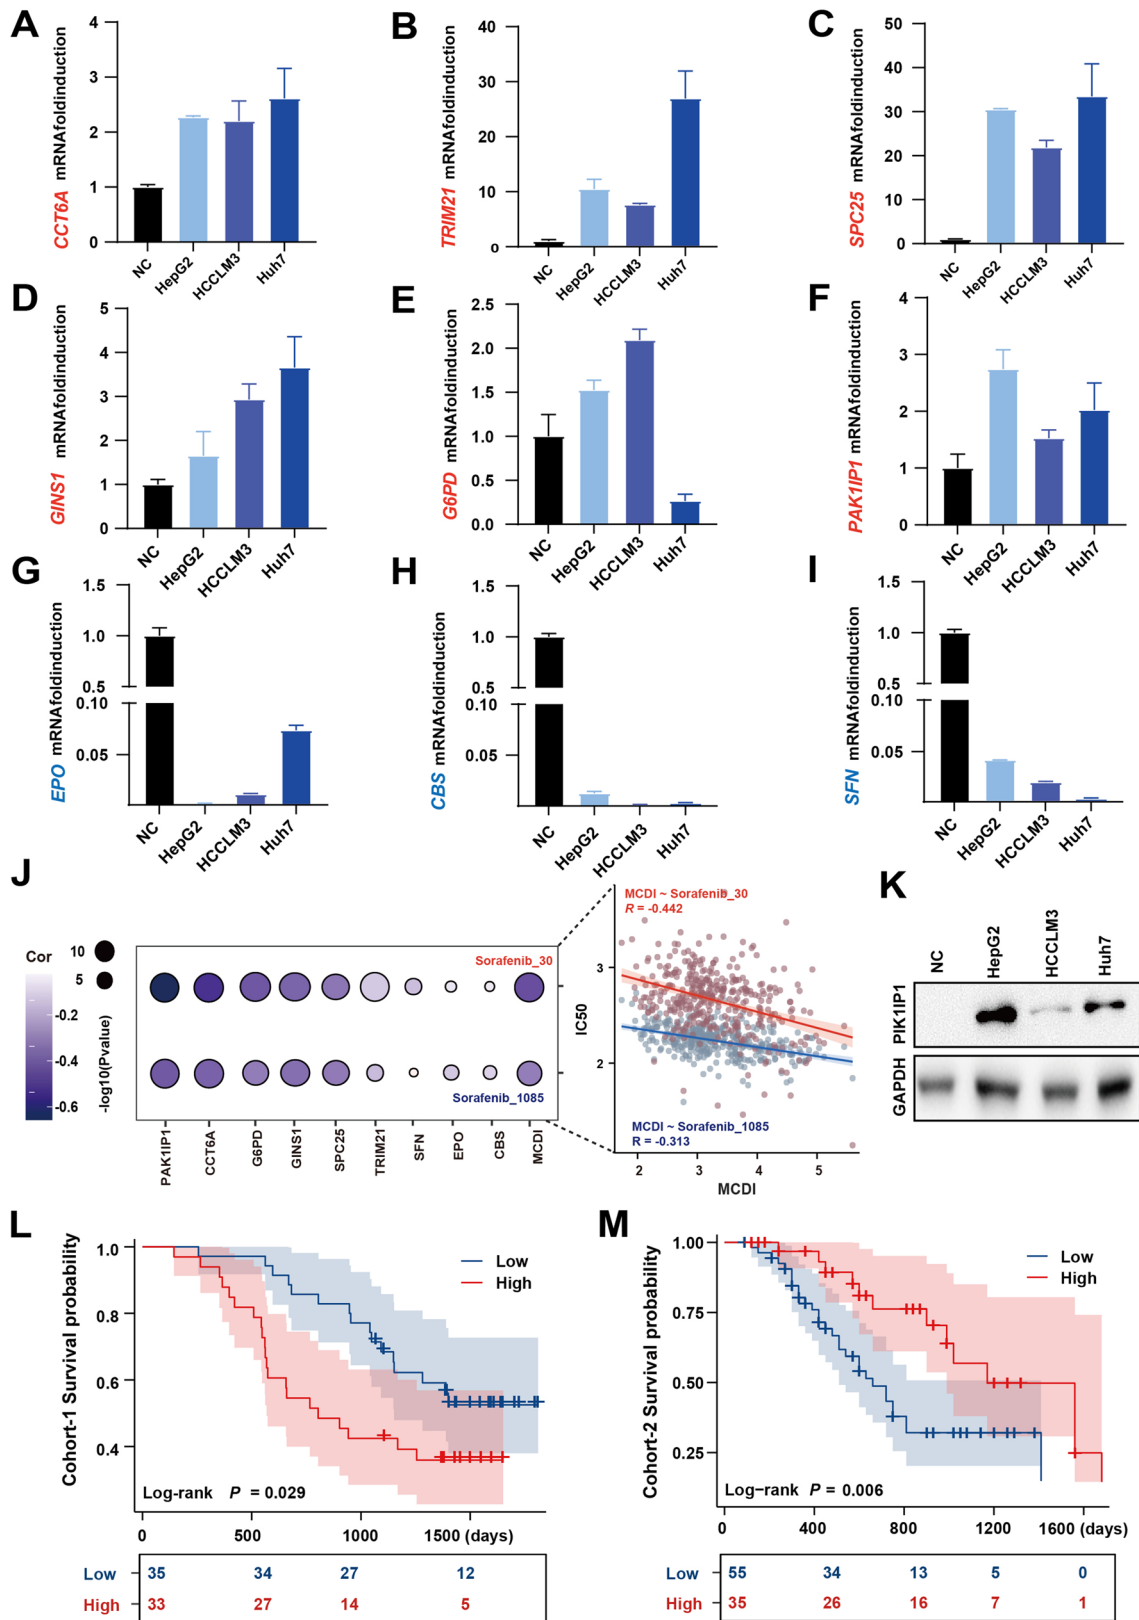 A
CCT6A mRNAfoldinduction
4
3
2
1
0
NC
HepG2
HCCLM3
Huh7
B
TRIM21 mRNAfoldinduction
40
30
20
10
0
NC
HepG2
HCCLM3
Huh7
C
SPC25 mRNAfoldinduction
50
40
30
20
10
0
NC
HepG2
HCCLM3
Huh7
D
GINS1 mRNAfoldinduction
5
4
3
2
1
0
NC
HepG2
HCCLM3
Huh7
E
G6PD mRNAfoldinduction
2.5
2.0
1.5
1.0
0.5
0.0
NC
HepG2
HCCLM3
Huh7
F
PAK1IP1 mRNAfoldinduction
4
3
2
1
0
NC
HepG2
HCCLM3
Huh7
G
EPO mRNAfoldinduction
1.5
1.0
0.5
0.10
0.05
NC
HepG2
HCCLM3
Huh7
H
CBS mRNAfoldinduction
1.5
1.0
0.5
0.10
0.05
NC
HepG2
HCCLM3
Huh7
I
SFN mRNAfoldinduction
1.5
1.0
0.5
0.10
0.05
NC
HepG2
HCCLM3
Huh7
J
Cor
-0
-0.2
-0.4
-0.6
10
5
-log10(Pvalue)
Sorafenib_30
Sorafenib_1085
PAK1IP1
CCT6A
G6PD
GINS1
SPC25
TRIM21
SFN
EPO
CBS
MCDI
MCDI ~ Sorafenib_30
R = -0.442
IC50
3
2
MCDI ~ Sorafenib_1085
R = -0.313
2 3 4 5
MCDI
K
NC
HepG2
HCCLM3
Huh7
PIK1IP1
GAPDH
L
Cohort-1 Survival probability
1.0
0.8
0.6
0.4
Low
High
Log-rank P = 0.029
0 500 1000 1500 (days)
Low 35 34 27 12
High 33 27 14 5
M
Cohort-2 Survival probability
1.00
0.75
0.50
0.25
Low
High
Log−rank P = 0.006
0 400 800 1200 1600 (days)
Low 55 34 13 5 0
High 35 26 16 7 1